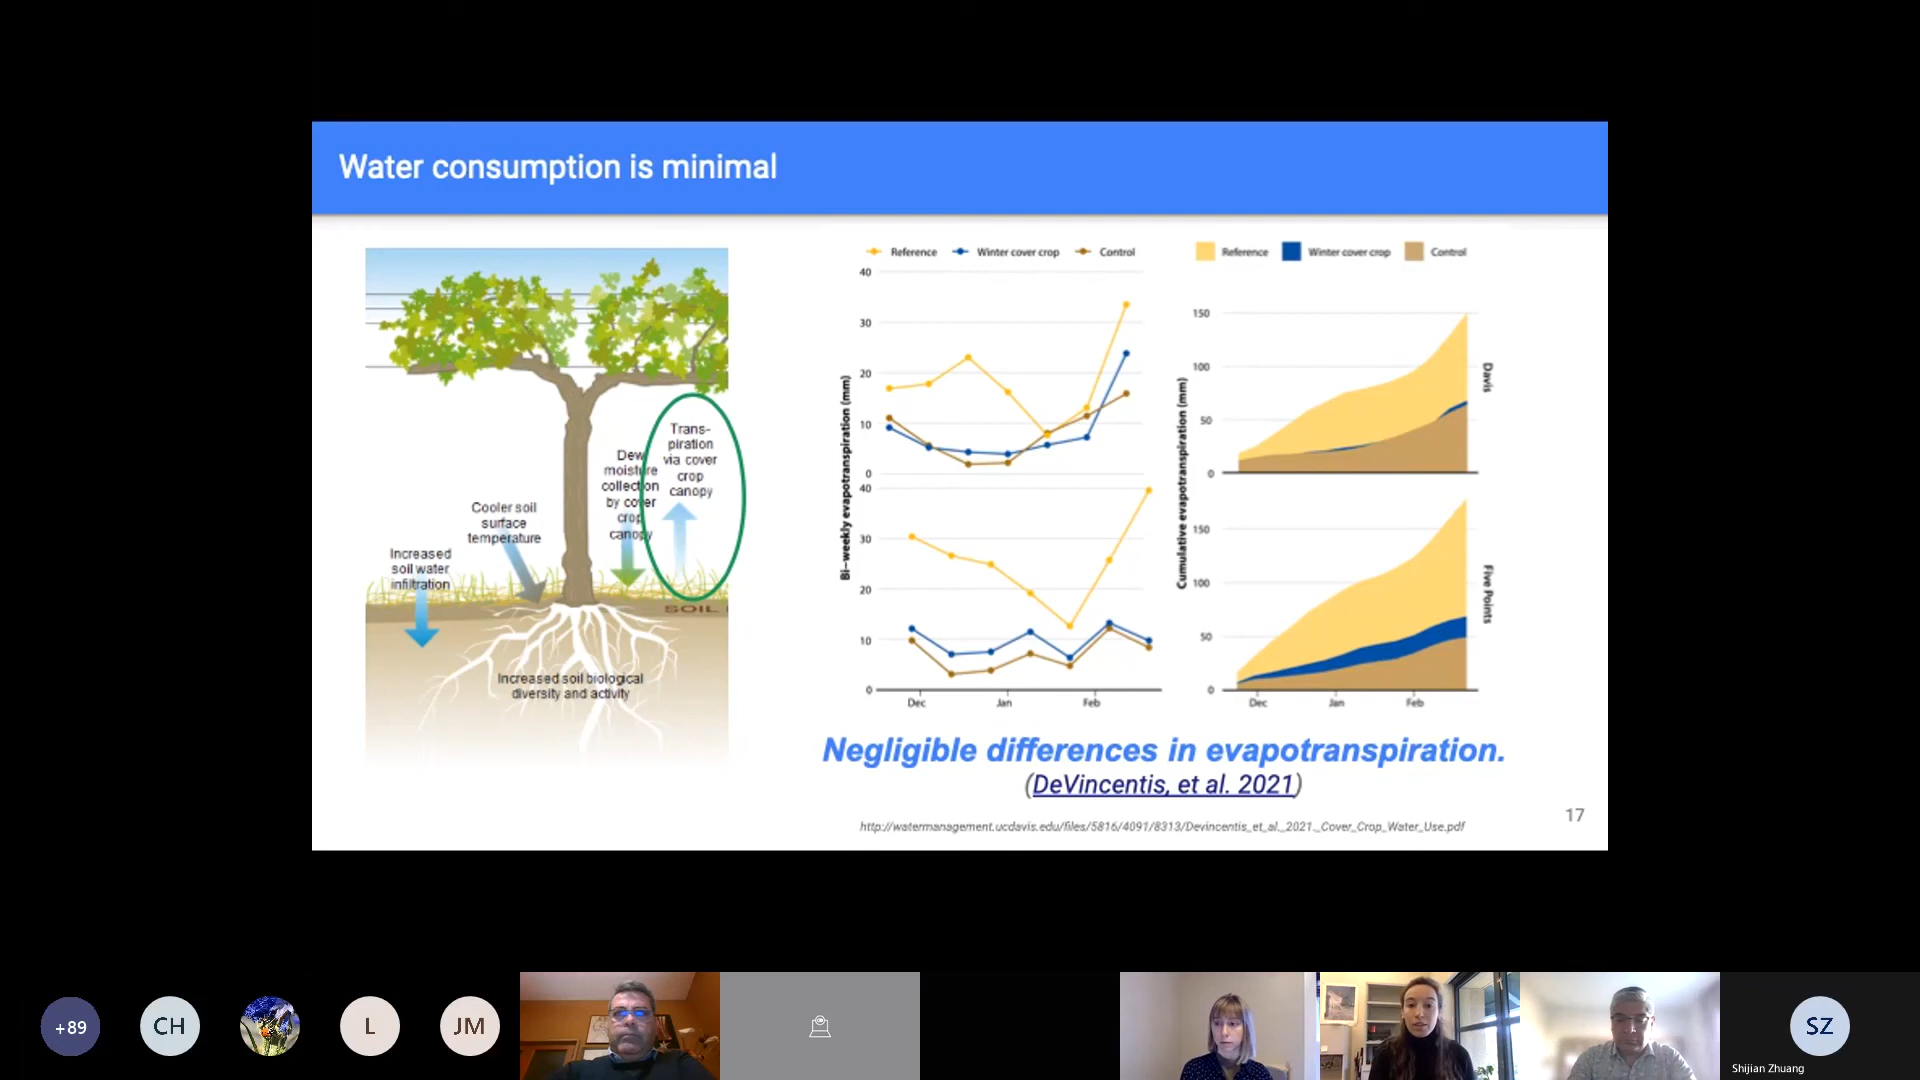 Water consumption is minimal
Trans-
piration
via cover
crop
canopy
Dew
moisture
collection
by cover
crop
canopy
Cooler soil
surface
temperature
Increased
soil water
infiltration
SOIL
Increased soil biological
diversity and activity
Reference Winter cover crop Control
Bi-weekly evapotranspiration (mm)
40
30
20
10
0
40
30
20
10
0
Dec Jan Feb
Reference Winter cover crop Control
Cumulative evapotranspiration (mm)
150
100
50
0
Davis
150
100
50
0
Five Points
Dec Jan Feb
Negligible differences in evapotranspiration.
(DeVincentis, et al. 2021)
http://watermanagement.ucdavis.edu/files/5816/4091/8313/Devincentis_et_al._2021._Cover_Crop_Water_Use.pdf
17
+89
CH
L
JM
SZ
Shijian Zhuang